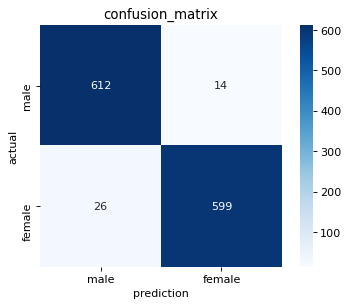 confusion_matrix
male
612
14
600
500
400
300
200
100
actual
female
26
599
male
female
prediction